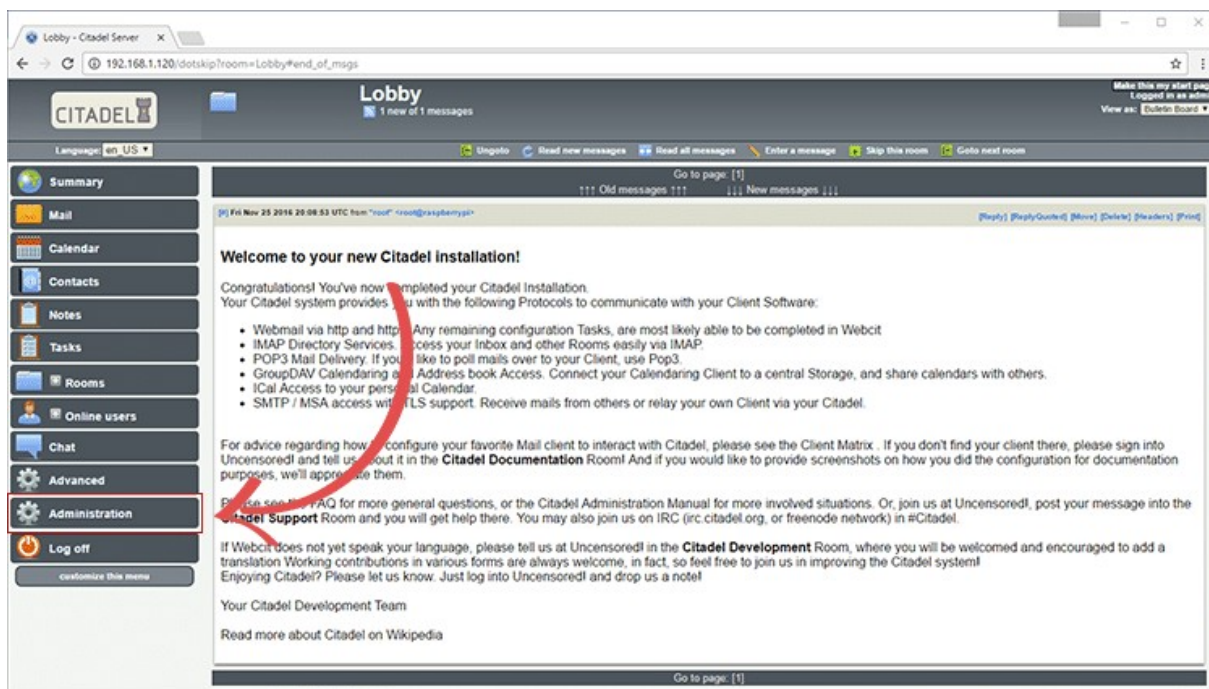 Lobby - Citadel Server
192.168.1.120/dotskip?room=Lobby#end_of_msgs
CITADEL
Lobby
1 new of 1 messages
Make this my start pag
Logged in as adm
View as: Bulletin Board
Language: en_US
Ungoto Read new messages Read all messages Enter a message Skip this room Goto next room
Summary
Mail
Calendar
Contacts
Notes
Tasks
Rooms
Online users
Chat
Advanced
Administration
Log off
customize this menu
Go to page: [1]
↑↑↑ Old messages ↑↑↑ ↓↓↓ New messages ↓↓↓
[#] Fri Nov 25 2016 20:08:53 UTC from "root" <root@raspberrypi>
[Reply] [ReplyQuoted] [Move] [Delete] [Headers] [Print]
Welcome to your new Citadel installation!
Congratulations! You've now completed your Citadel Installation.
Your Citadel system provides you with the following Protocols to communicate with your Client Software:
• Webmail via http and http Any remaining configuration Tasks, are most likely able to be completed in Webcit
• IMAP Directory Services. Access your Inbox and other Rooms easily via IMAP.
• POP3 Mail Delivery. If you like to poll mails over to your Client, use Pop3.
• GroupDAV Calendaring and Address book Access. Connect your Calendaring Client to a central Storage, and share calendars with others.
• ICal Access to your personal Calendar.
• SMTP / MSA access with TLS support. Receive mails from others or relay your own Client via your Citadel.
For advice regarding how to configure your favorite Mail client to interact with Citadel, please see the Client Matrix . If you don't find your client there, please sign into
Uncensored! and tell us about it in the Citadel Documentation Room! And if you would like to provide screenshots on how you did the configuration for documentation
purposes, we'll appreciate them.
Please see the FAQ for more general questions, or the Citadel Administration Manual for more involved situations. Or, join us at Uncensored!, post your message into the
Citadel Support Room and you will get help there. You may also join us on IRC (irc.citadel.org, or freenode network) in #Citadel.
If Webcit does not yet speak your language, please tell us at Uncensored! in the Citadel Development Room, where you will be welcomed and encouraged to add a
translation Working contributions in various forms are always welcome, in fact, so feel free to join us in improving the Citadel system!
Enjoying Citadel? Please let us know. Just log into Uncensored! and drop us a note!
Your Citadel Development Team
Read more about Citadel on Wikipedia
Go to page: [1]